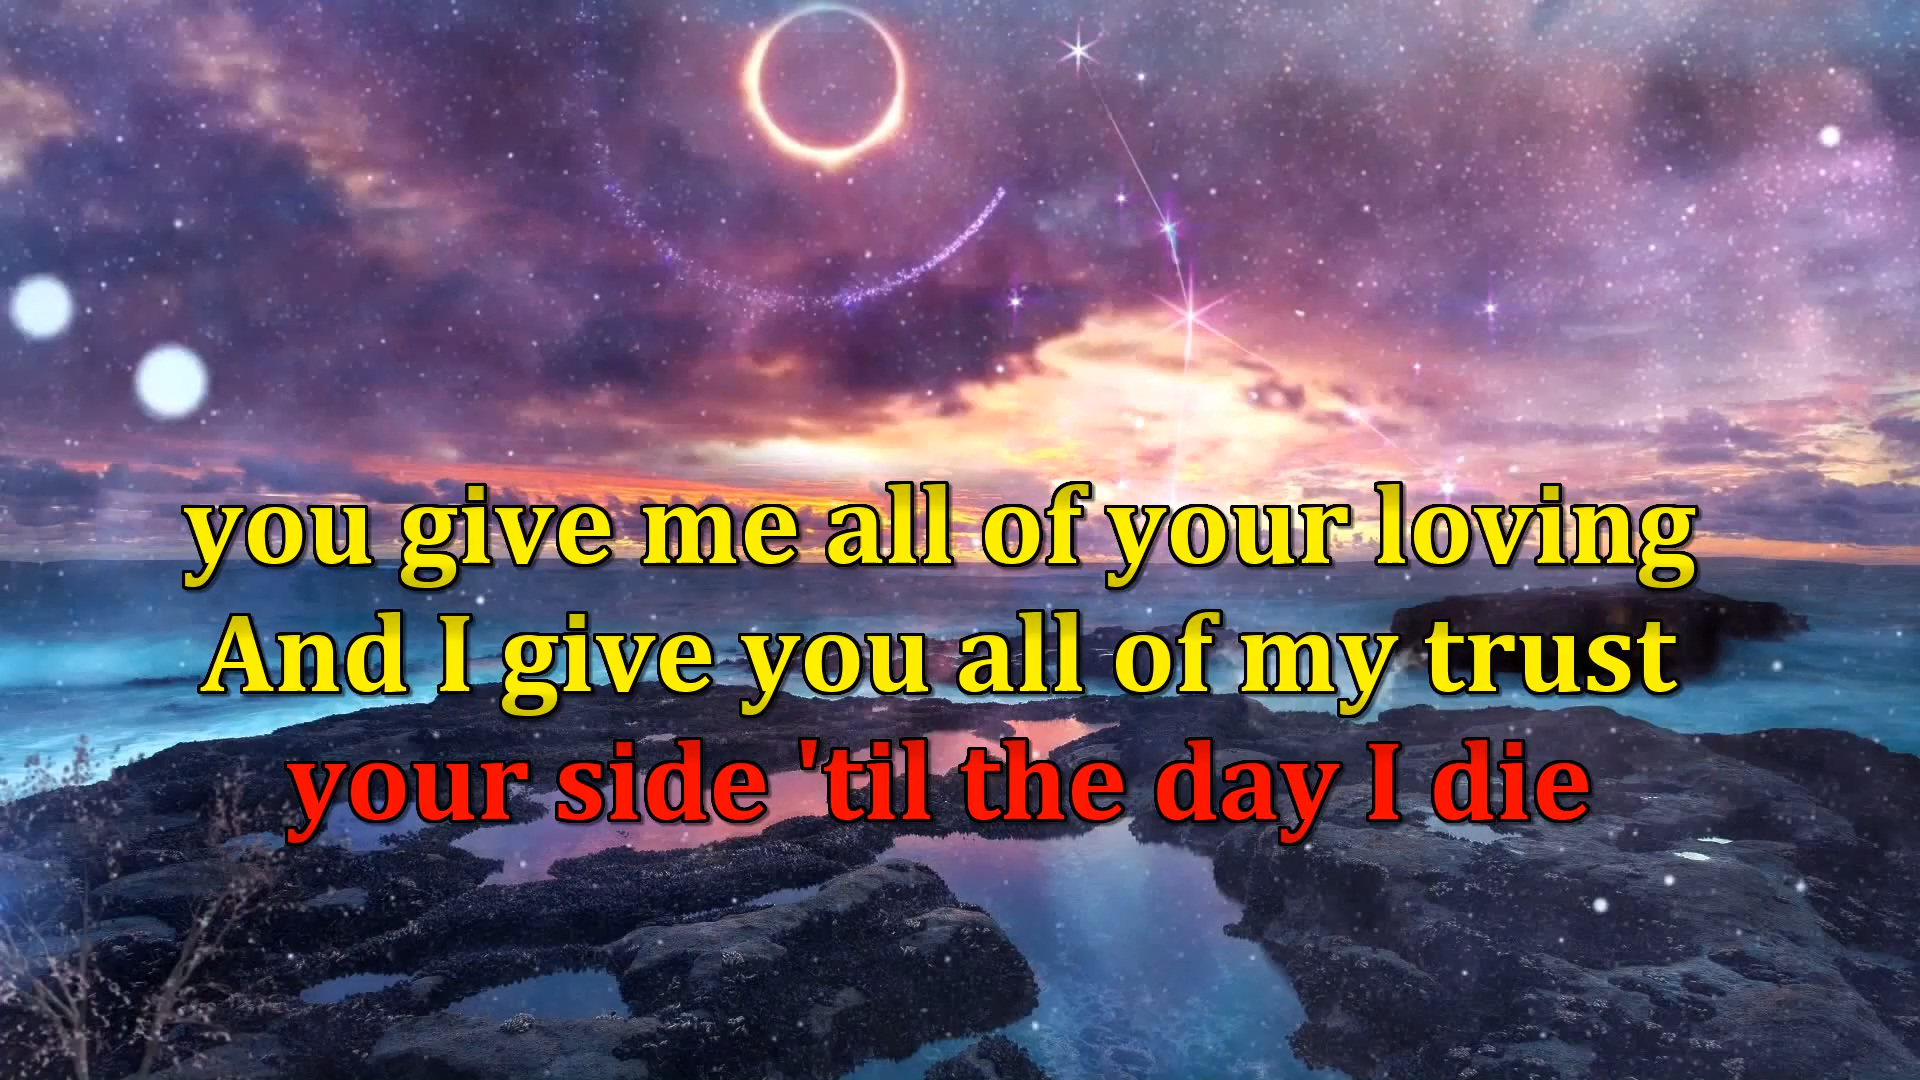 you give me all of your loving
And I give you all of my trust
your side 'til the day I die